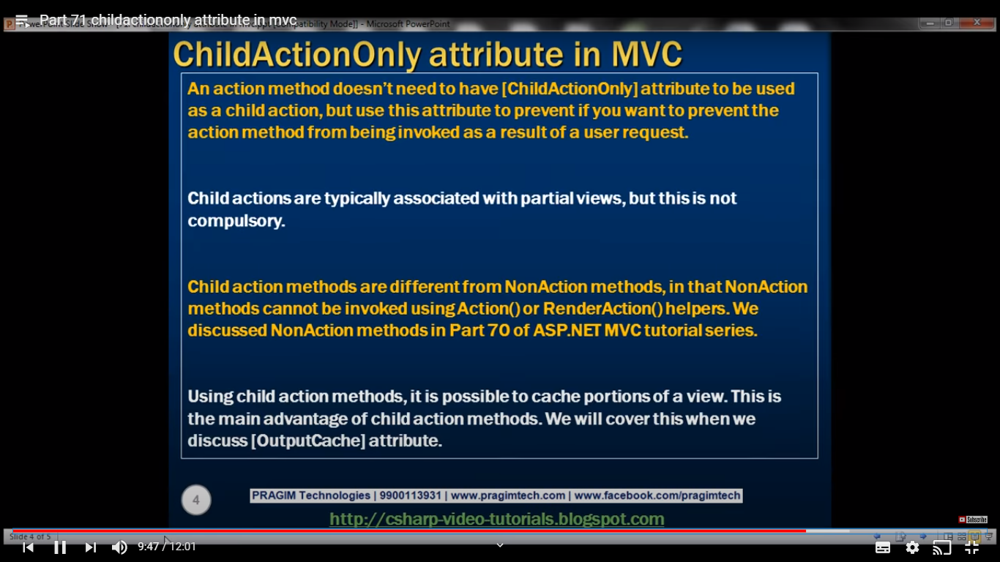 Part 71 childactiononly attribute in mvc
- Microsoft PowerPoint
ChildActionOnly attribute in MVC
An action method doesn't need to have [ChildActionOnly] attribute to be used
as a child action, but use this attribute to prevent if you want to prevent the
action method from being invoked as a result of a user request.
Child actions are typically associated with partial views, but this is not
compulsory.
Child action methods are different from NonAction methods, in that NonAction
methods cannot be invoked using Action() or RenderAction() helpers. We
discussed NonAction methods in Part 70 of ASP.NET MVC tutorial series.
Using child action methods, it is possible to cache portions of a view. This is
the main advantage of child action methods. We will cover this when we
discuss [OutputCache] attribute.
4
PRAGIM Technologies | 9900113931 | www.pragimtech.com | www.facebook.com/pragimtech
http://csharp-video-tutorials.blogspot.com
Subscribe
Slide 4 of 5
9:47 / 12:01